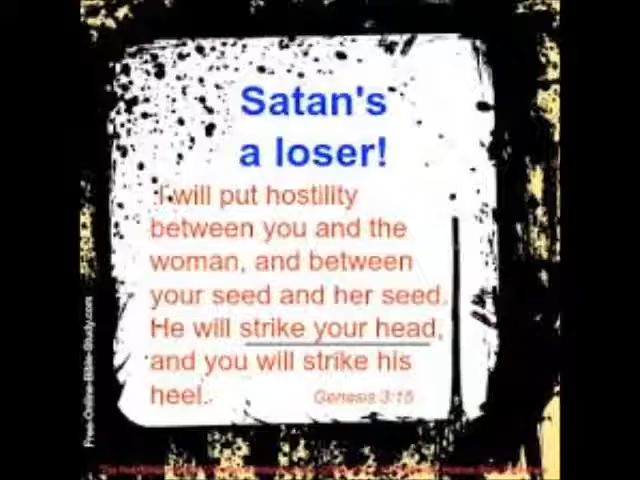 Satan's
a loser!
I will put hostility
between you and the
woman, and between
your seed and her seed.
He will strike your head,
and you will strike his
heel.
Genesis 3:15
Free-Online-Bible-Study.com